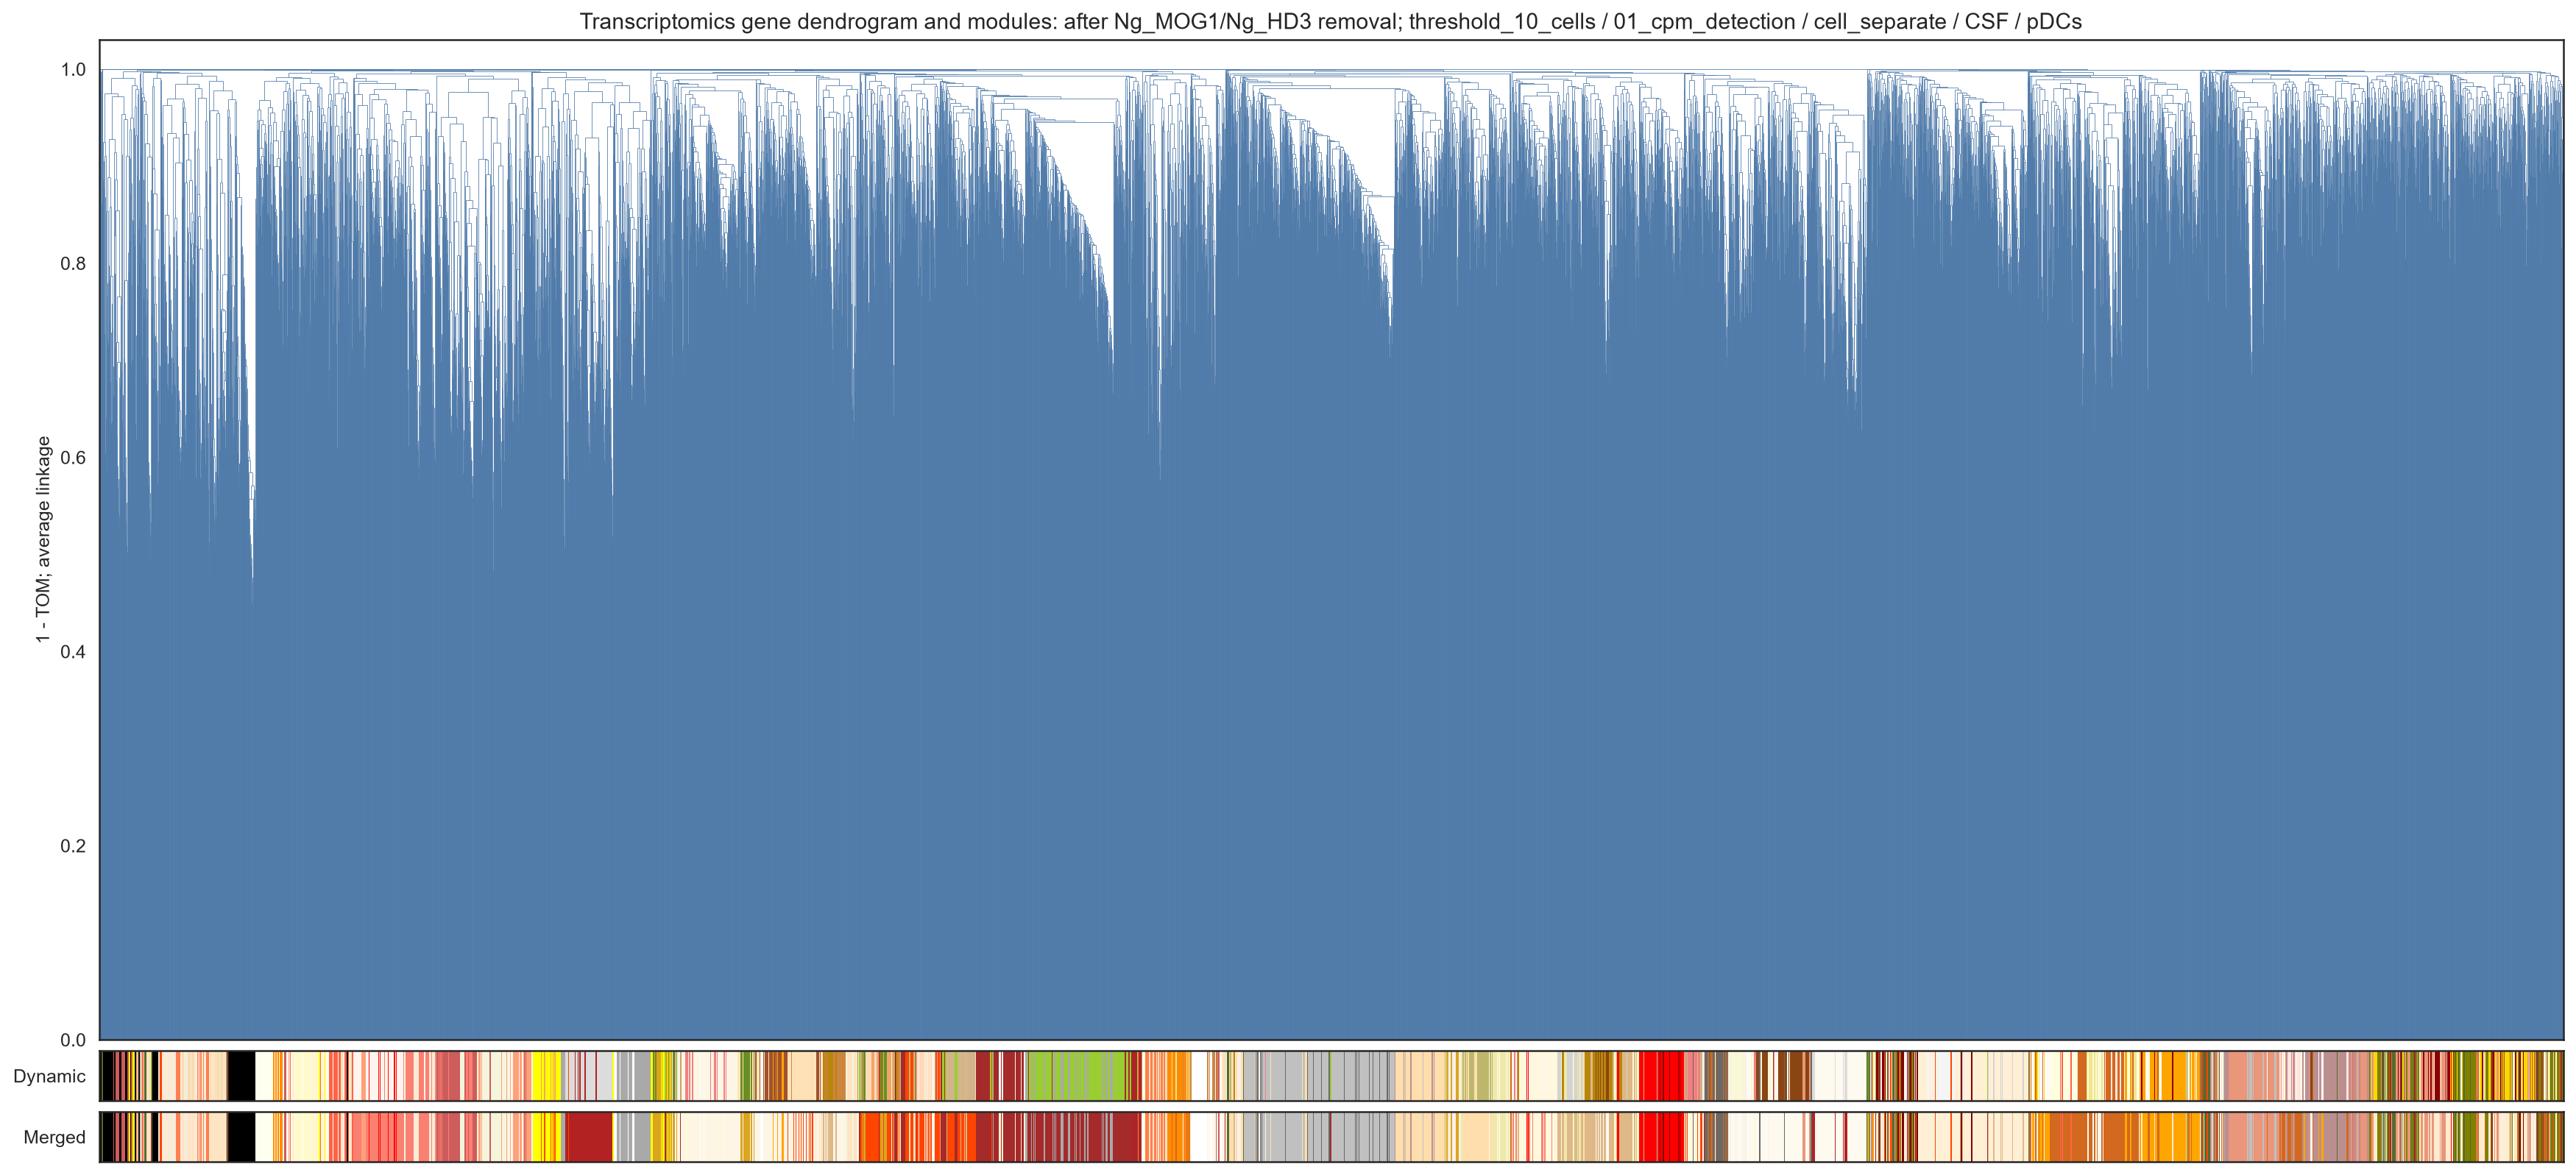 Transcriptomics gene dendrogram and modules: after Ng_MOG1/Ng_HD3 removal; threshold_10_cells / 01_cpm_detection / cell_separate / CSF / pDCs
1.0
0.8
0.6
0.4
0.2
0.0
1 - TOM; average linkage
Dynamic
Merged